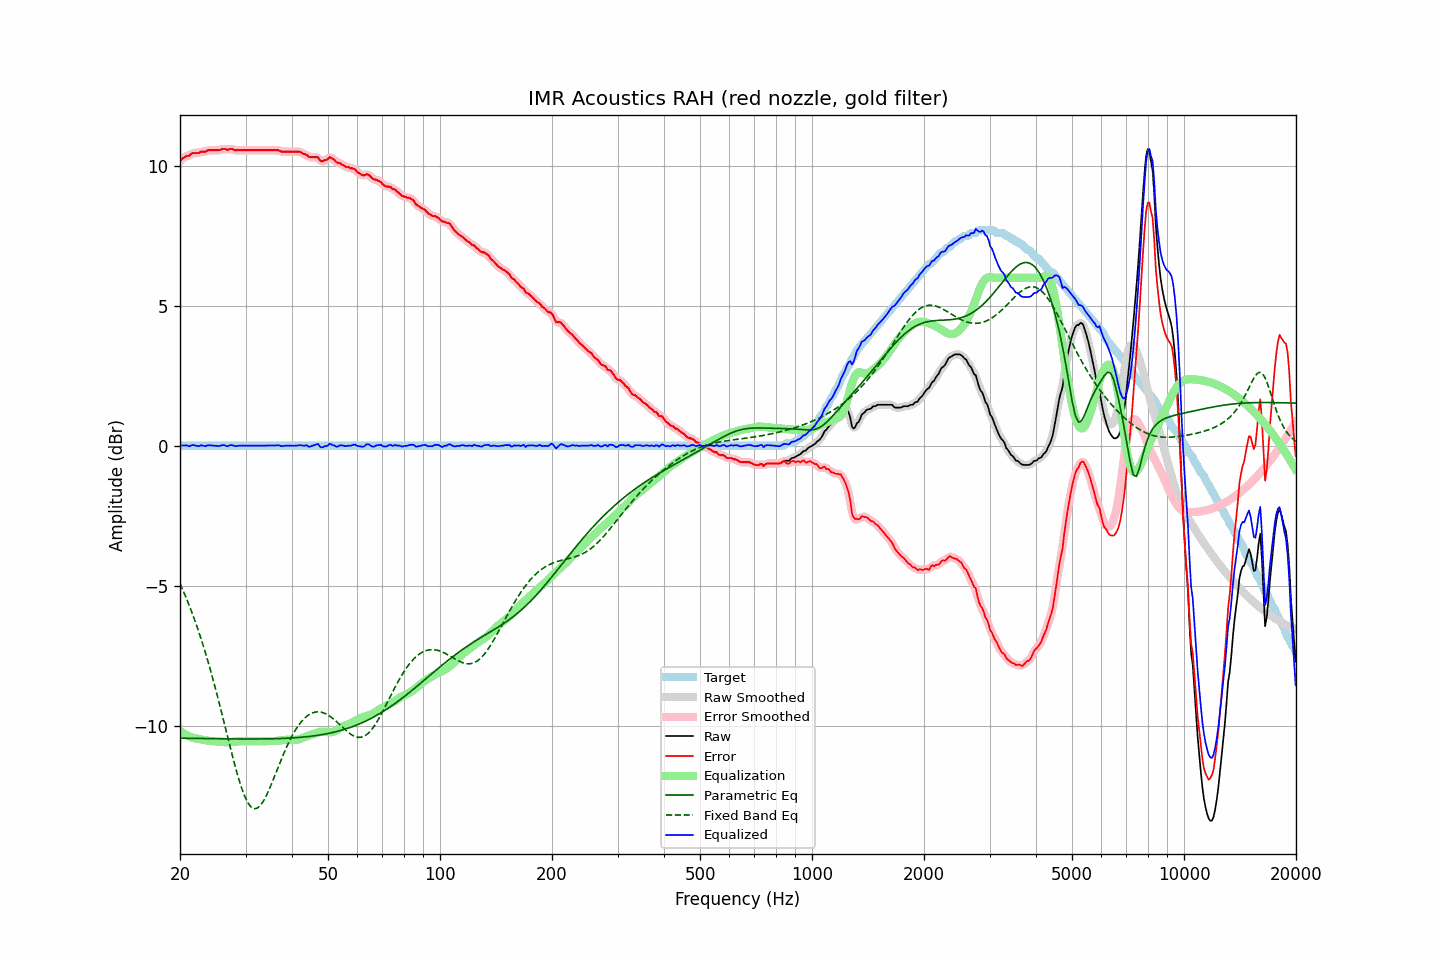 IMR Acoustics RAH (red nozzle, gold filter)
Amplitude (dBr)
10
5
0
−5
−10
Target
Raw Smoothed
Error Smoothed
Raw
Error
Equalization
Parametric Eq
Fixed Band Eq
Equalized
20 50 100 200 500 1000 2000 5000 10000 20000
Frequency (Hz)